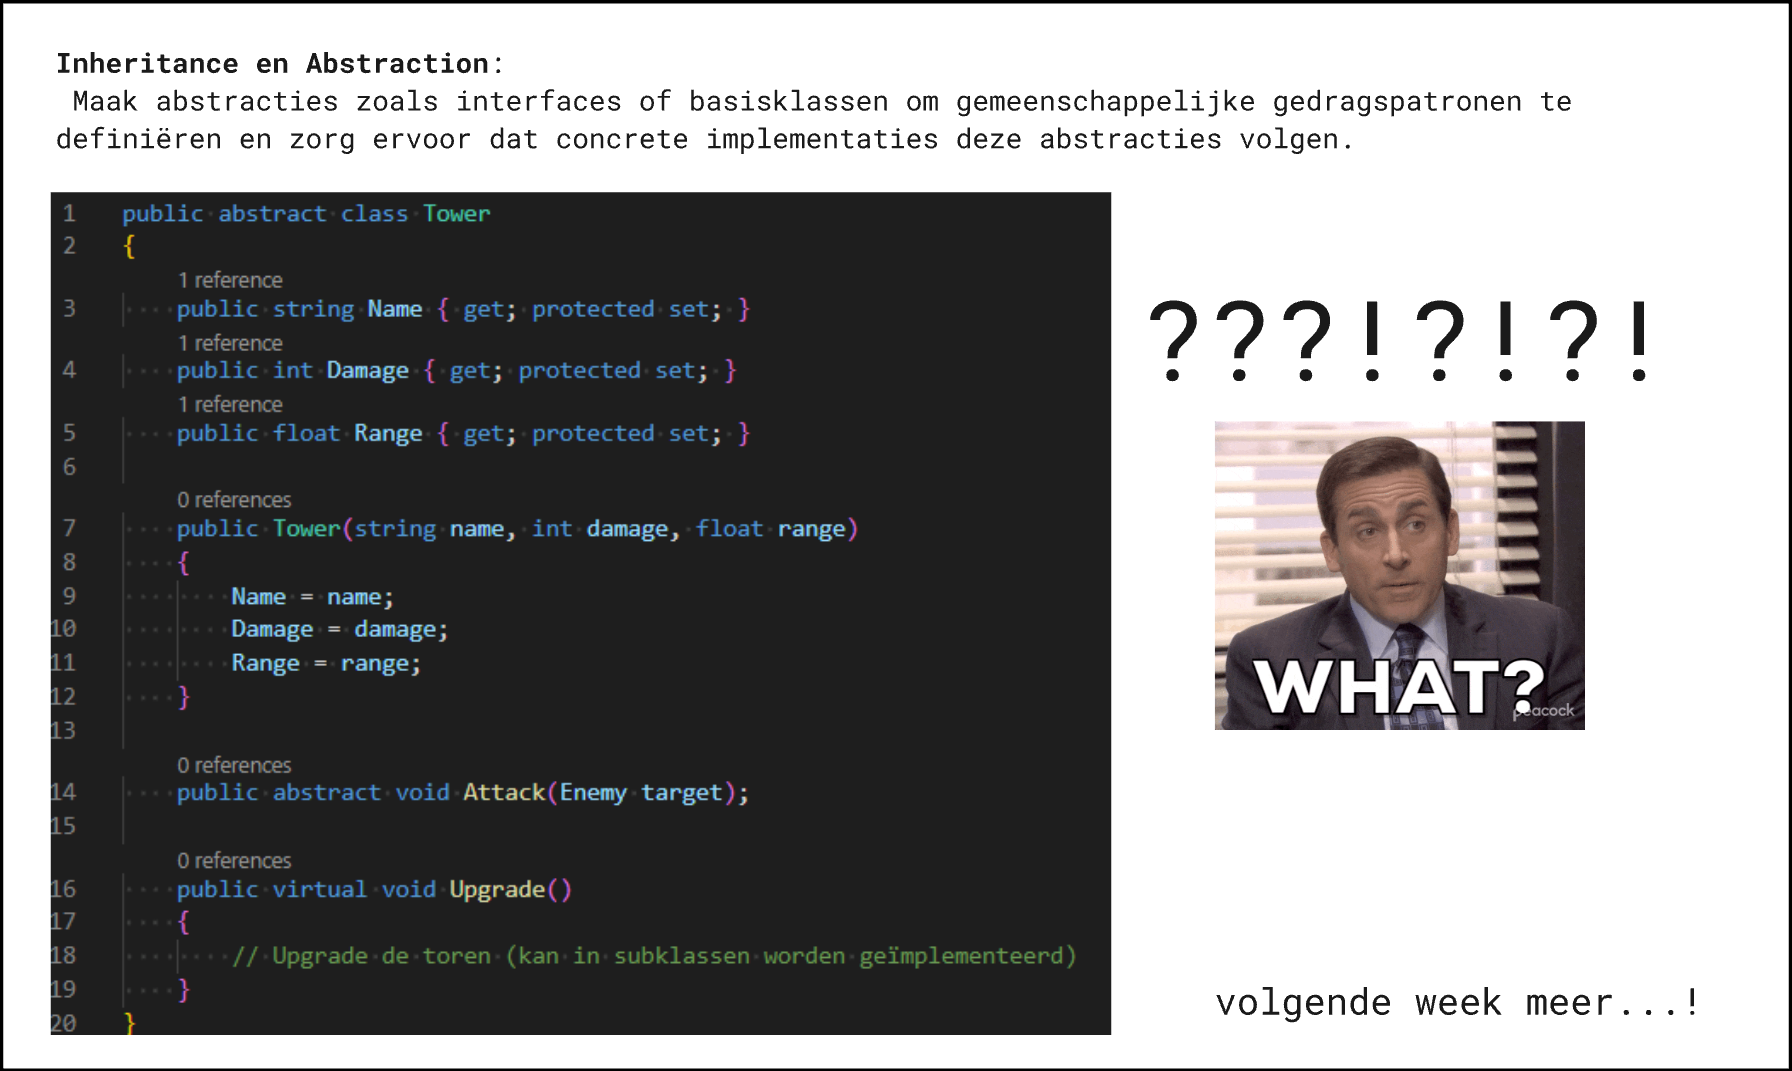 Inheritance en Abstraction:
Maak abstracties zoals interfaces of basisklassen om gemeenschappelijke gedragspatronen te
definiëren en zorg ervoor dat concrete implementaties deze abstracties volgen.
1 public abstract class Tower
2 {
1 reference
3 public string Name { get; protected set; }
1 reference
4 public int Damage { get; protected set; }
1 reference
5 public float Range { get; protected set; }
6
0 references
7 public Tower(string name, int damage, float range)
8 {
9 Name = name;
10 Damage = damage;
11 Range = range;
12 }
13
0 references
14 public abstract void Attack(Enemy target);
15
0 references
16 public virtual void Upgrade()
17 {
18 // Upgrade de toren (kan in subklassen worden geïmplementeerd)
19 }
20 }
???!?!?!
WHAT?
peacock
volgende week meer...!